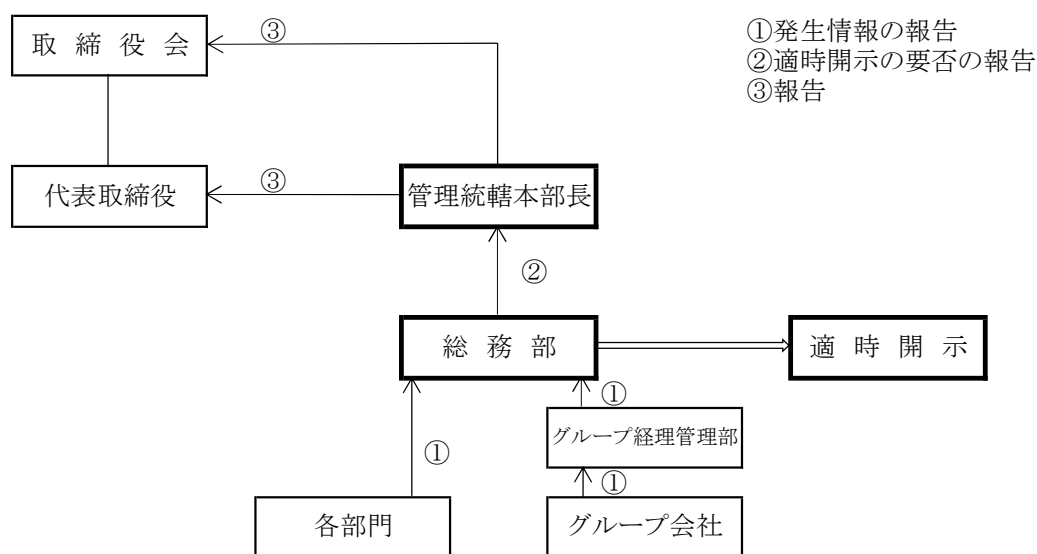 取締役会
③
①発生情報の報告
②適時開示の要否の報告
③報告
代表取締役
③
管理統轄本部長
②
総務部
適時開示
①
グループ経理管理部
①
①
各部門
グループ会社